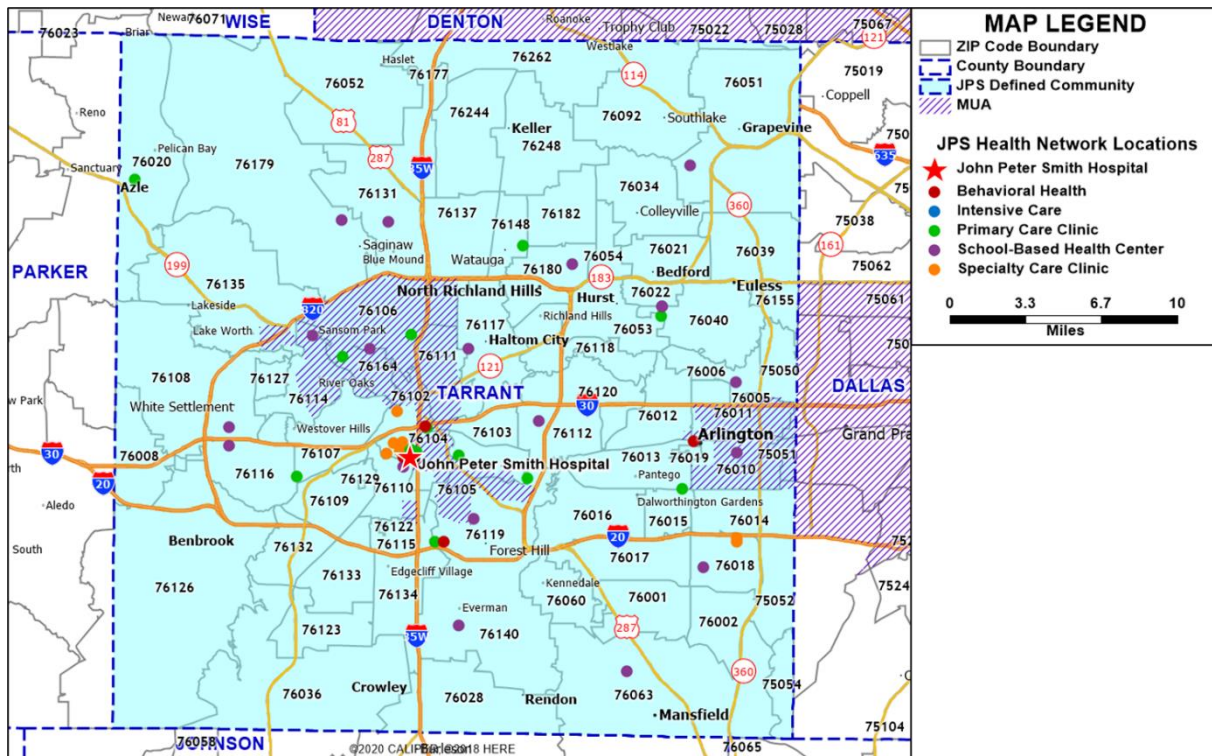 76071
WISE
DENTON
Roanoke
Trophy Club
75022
75028
75067
76023
Briar
121
76262
Westlake
Haslet
76177
76052
114
76051
75019
Coppell
Reno
81
76244
Keller
76248
76092
Southlake
Grapevine
Pelican Bay
76020
Sanctuary
Azle
76179
287
35W
635
76131
76137
76148
76182
76034
Colleyville
360
75038
161
Saginaw
Blue Mound
Watauga
76054
76021
76039
PARKER
199
76180
183
Bedford
75062
76135
Euless
North Richland Hills
Hurst
76022
76155
75061
Lakeside
820
76106
Richland Hills
Lake Worth
Sansom Park
76117
76053
76040
Haltom City
76111
76118
76164
121
76108
76127
River Oaks
76006
75050
76114
76102
TARRANT
76120
DALLAS
White Settlement
30
76005
76011
76012
Westover Hills
76104
76103
76112
Arlington
76008
76107
John Peter Smith Hospital
76013
76019
75051
30
76116
76129
76110
76010
Pantego
20
76109
76105
Dalworthington Gardens
Aledo
76122
76016
76015
76014
Benbrook
76115
76119
Forest Hill
20
76132
76017
South
76133
Edgecliff Village
76018
76126
76134
Kennedale
76060
76001
75052
Everman
76123
35W
76140
287
76002
360
76036
Crowley
76028
Rendon
76063
75054
Mansfield
75104
76058
JOHNSON
76065
MAP LEGEND
ZIP Code Boundary
County Boundary
JPS Defined Community
MUA
JPS Health Network Locations
John Peter Smith Hospital
Behavioral Health
Intensive Care
Primary Care Clinic
School-Based Health Center
Specialty Care Clinic
0 3.3 6.7 10
Miles